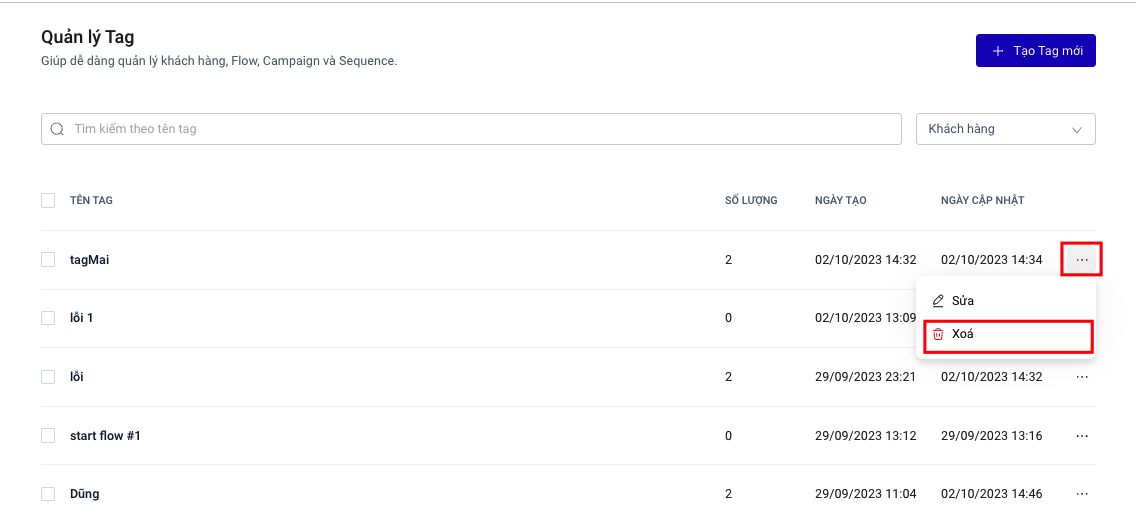 Quản lý Tag
Giúp dễ dàng quản lý khách hàng, Flow, Campaign và Sequence.
+ Tạo Tag mới
Tìm kiếm theo tên tag
Khách hàng
TÊN TAG SỐ LƯỢNG NGÀY TẠO NGÀY CẬP NHẬT
tagMai 2 02/10/2023 14:32 02/10/2023 14:34 ...
Sửa
lỗi 1 0 02/10/2023 13:09
Xoá
lỗi 2 29/09/2023 23:21 02/10/2023 14:32 ...
start flow #1 0 29/09/2023 13:12 29/09/2023 13:16 ...
Dũng 2 29/09/2023 11:04 02/10/2023 14:46 ...